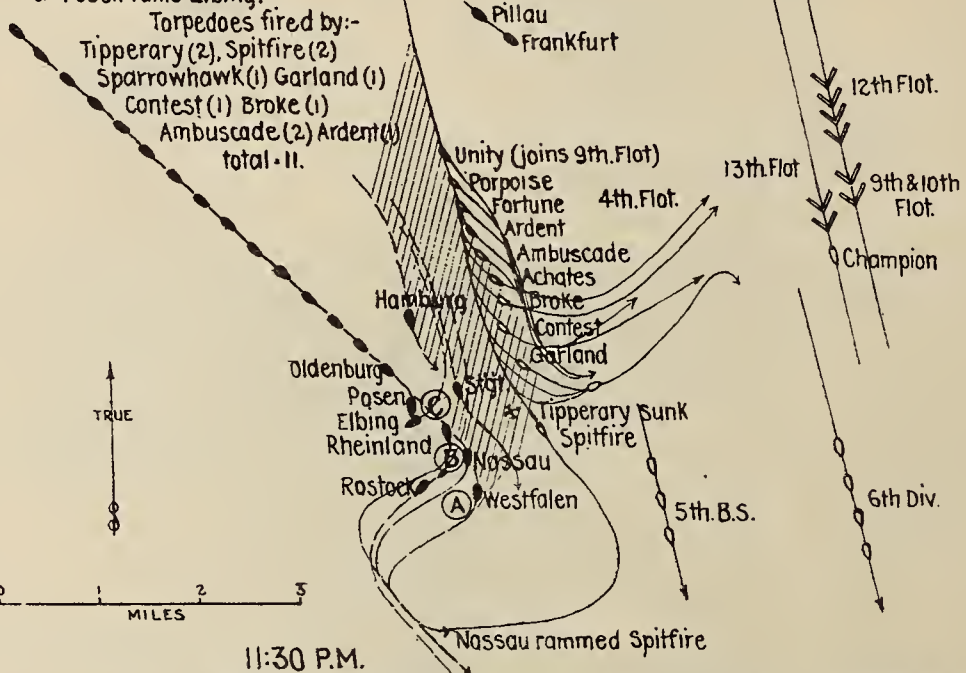 Torpedoes fired by:-
Tipperary (2), Spitfire (2)
Sparrowhawk (1) Garland (1)
Contest (1) Broke (1)
Ambuscade (2) Ardent (1)
total - 11.
Pillau
Frankfurt
12th Flot.
13th Flot
9th & 10th
Flot.
Champion
Unity (joins 9th. Flot)
Porpoise
Fortune
4th. Flot.
Ardent
Ambuscade
Achates
Broke
Contest
Garland
Hamburg
Oldenburg
Posen
Elbing
Rheinland
Rostock
Stgt.
C
B
A
Nassau
Westfalen
Tipperary Sunk
Spitfire
5th. B.S.
6th Div.
TRUE
0 1 2 3
MILES
Nassau rammed Spitfire
11:30 P.M.